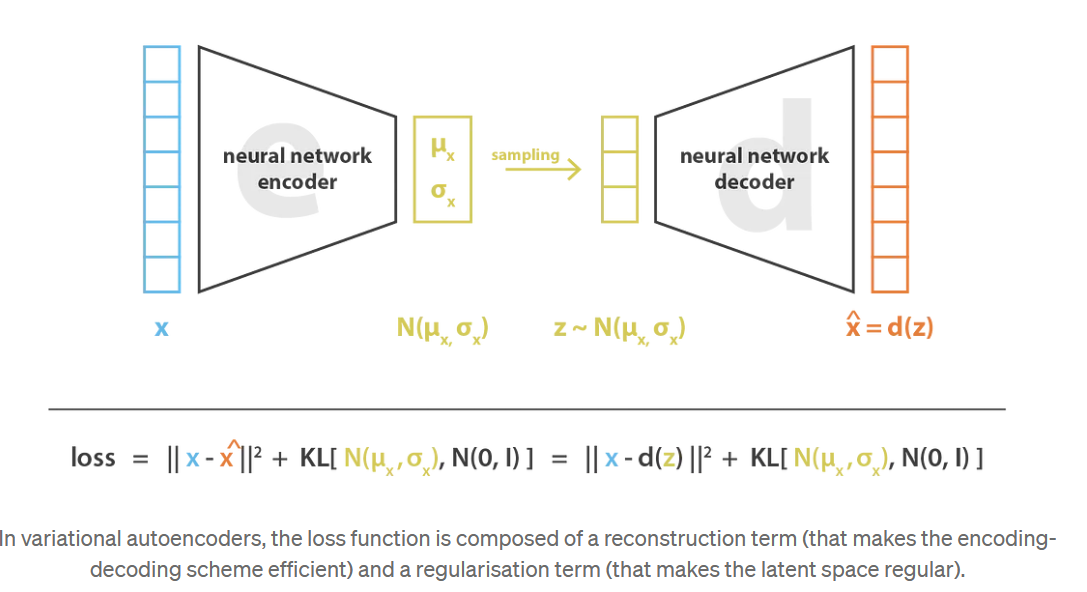 e
neural network
encoder
μx
σx
sampling
d
neural network
decoder
x
N(μx, σx)
z ~ N(μx, σx)
x̂ = d(z)
loss = || x - x̂ ||² + KL[ N(μx, σx), N(0, I) ] = || x - d(z) ||² + KL[ N(μx, σx), N(0, I) ]
In variational autoencoders, the loss function is composed of a reconstruction term (that makes the encoding-
decoding scheme efficient) and a regularisation term (that makes the latent space regular).